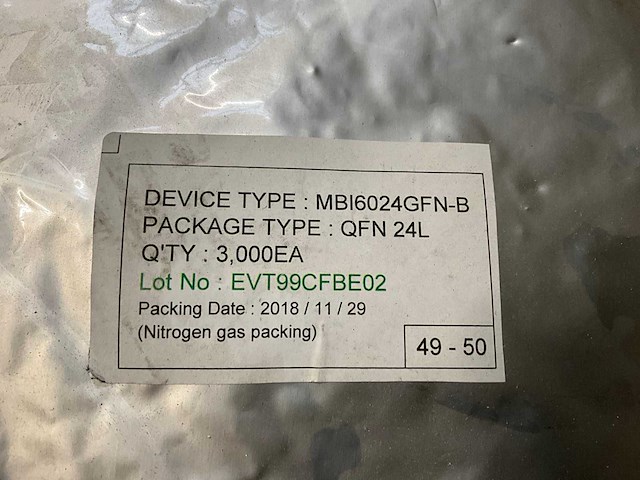 DEVICE TYPE : MBI6024GFN-B
PACKAGE TYPE : QFN 24L
Q'TY : 3,000EA
Lot No : EVT99CFBE02
Packing Date : 2018 / 11 / 29
(Nitrogen gas packing)
49 - 50